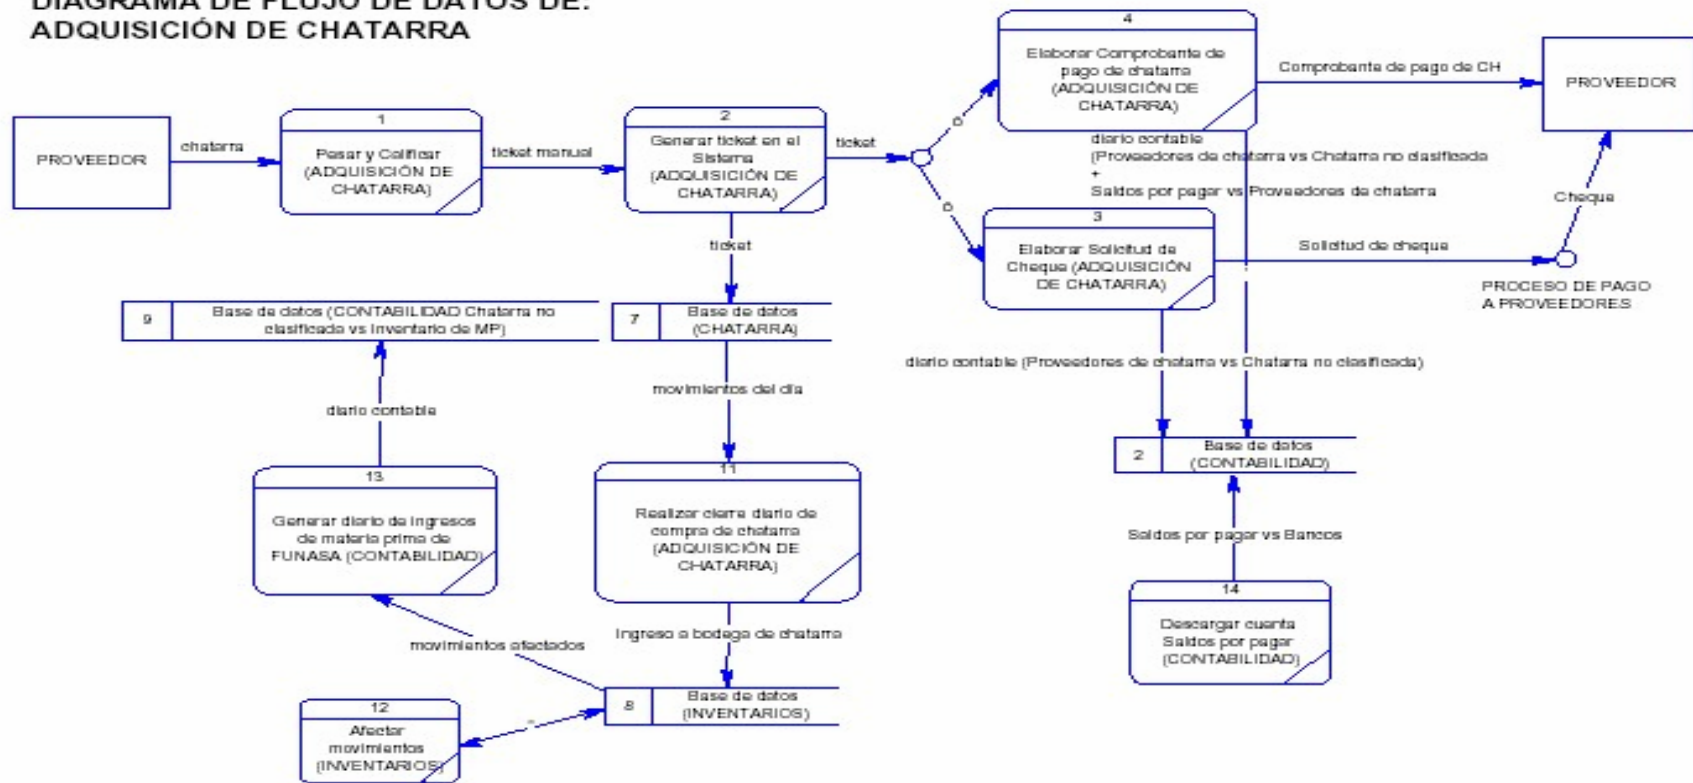 DIAGRAMA DE FLUJO DE DATOS DE:
ADQUISICIÓN DE CHATARRA
PROVEEDOR
chatarra
1
Pesar y Calificar
(ADQUISICIÓN DE
CHATARRA)
ticket manual
2
Generar ticket en el
Sistema
(ADQUISICIÓN DE
CHATARRA)
ticket
ó
ó
4
Elaborar Comprobante de
pago de chatarra
(ADQUISICIÓN DE
CHATARRA)
Comprobante de pago de CH
PROVEEDOR
diario contable
(Proveedores de chatarra vs Chatarra no clasificada
+
Saldos por pagar vs Proveedores de chatarra
3
Elaborar Solicitud de
Cheque (ADQUISICIÓN
DE CHATARRA)
Solicitud de cheque
Cheque
PROCESO DE PAGO
A PROVEEDORES
ticket
9
Base de datos (CONTABILIDAD Chatarra no
clasificada vs Inventario de MP)
7
Base de datos
(CHATARRA)
diario contable (Proveedores de chatarra vs Chatarra no clasificada)
movimientos del día
diario contable
2
Base de datos
(CONTABILIDAD)
13
Generar diario de ingresos
de materia prima de
FUNASA (CONTABILIDAD)
11
Realizar cierre diario de
compra de chatarra
(ADQUISICIÓN DE
CHATARRA)
Saldos por pagar vs Bancos
14
Descargar cuenta
Saldos por pagar
(CONTABILIDAD)
Ingreso a bodega de chatarra
movimientos afectados
8
Base de datos
(INVENTARIOS)
12
Afectar
movimientos
(INVENTARIOS)